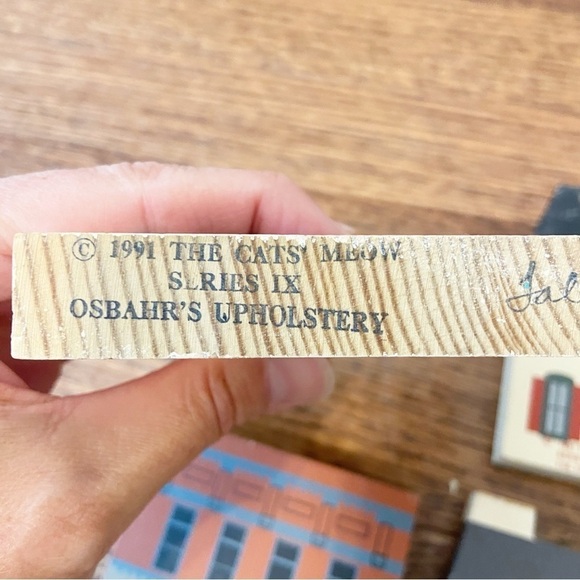 © 1991 THE CATS' MEOW
SERIES IX
OSBAHR'S UPHOLSTERY